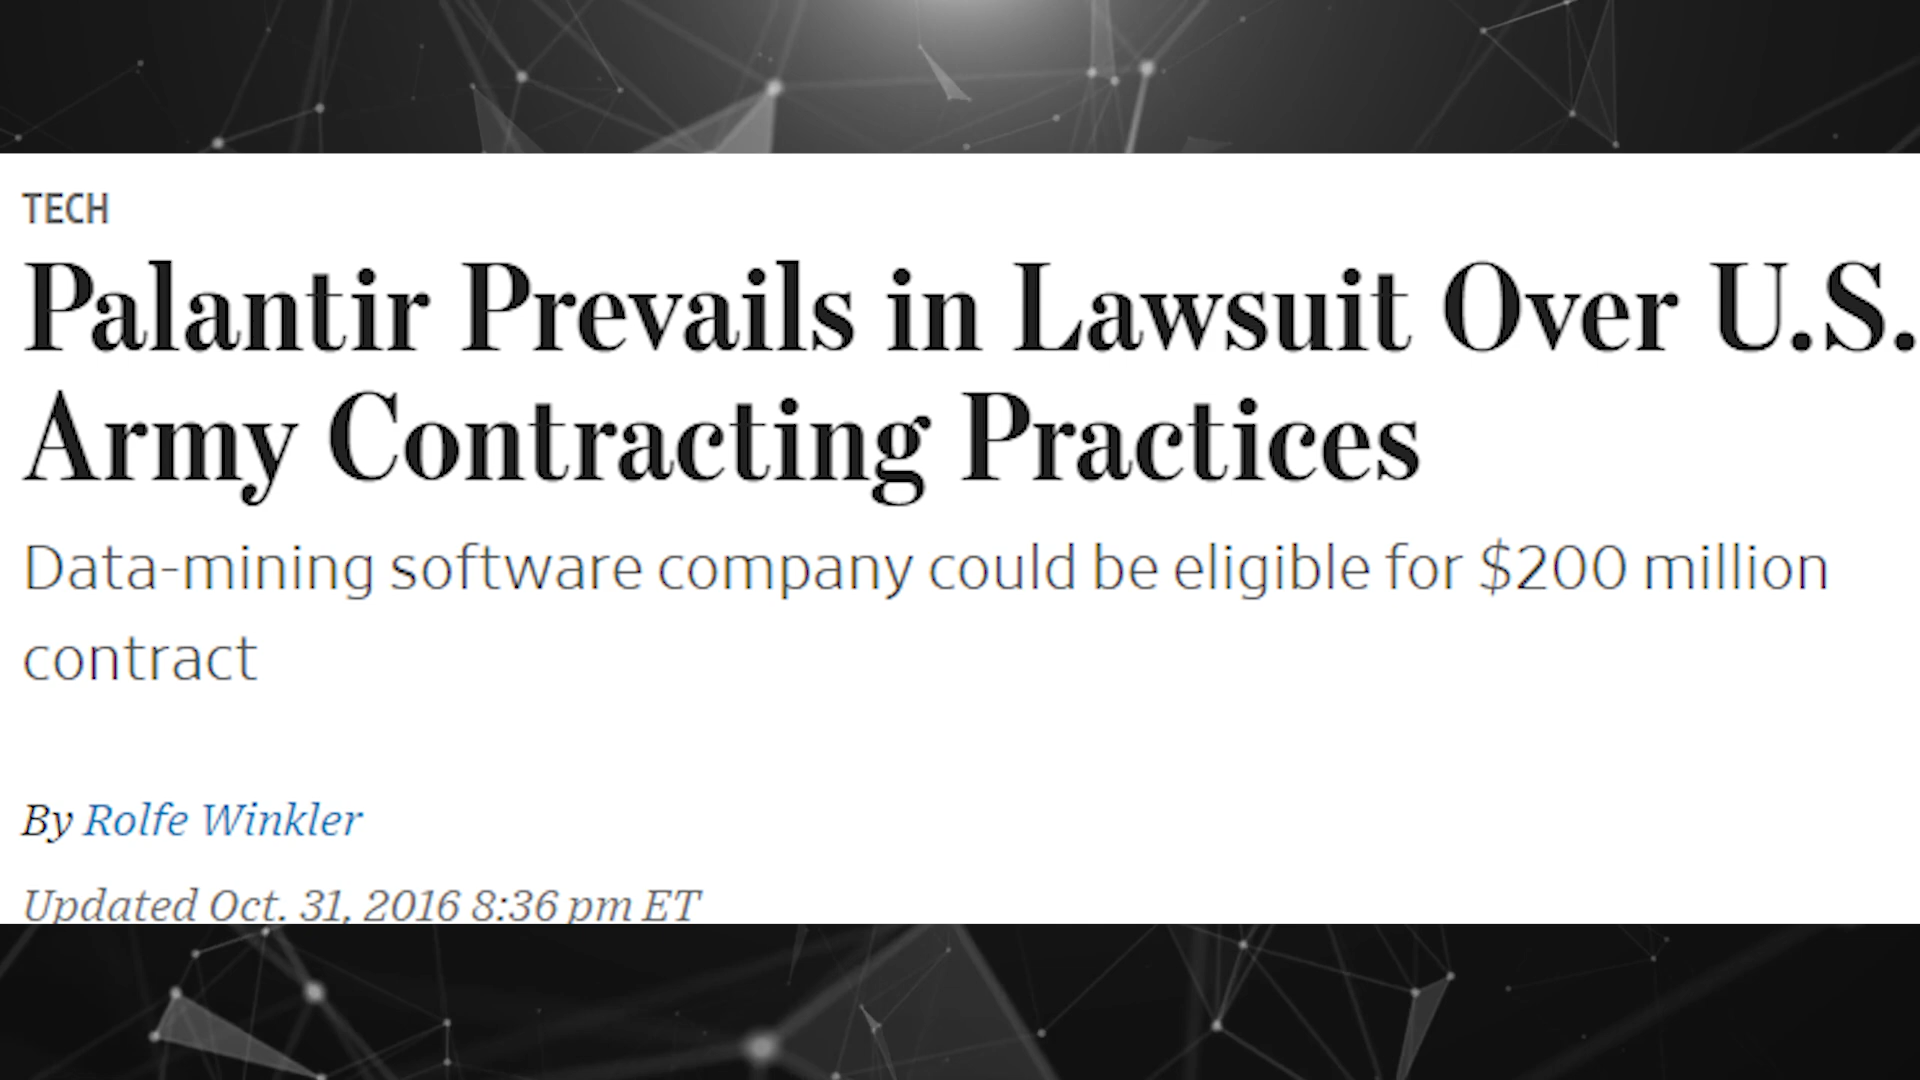 TECH
Palantir Prevails in Lawsuit Over U.S.
Army Contracting Practices
Data-mining software company could be eligible for $200 million
contract
By Rolfe Winkler
Updated Oct. 31, 2016 8:36 pm ET